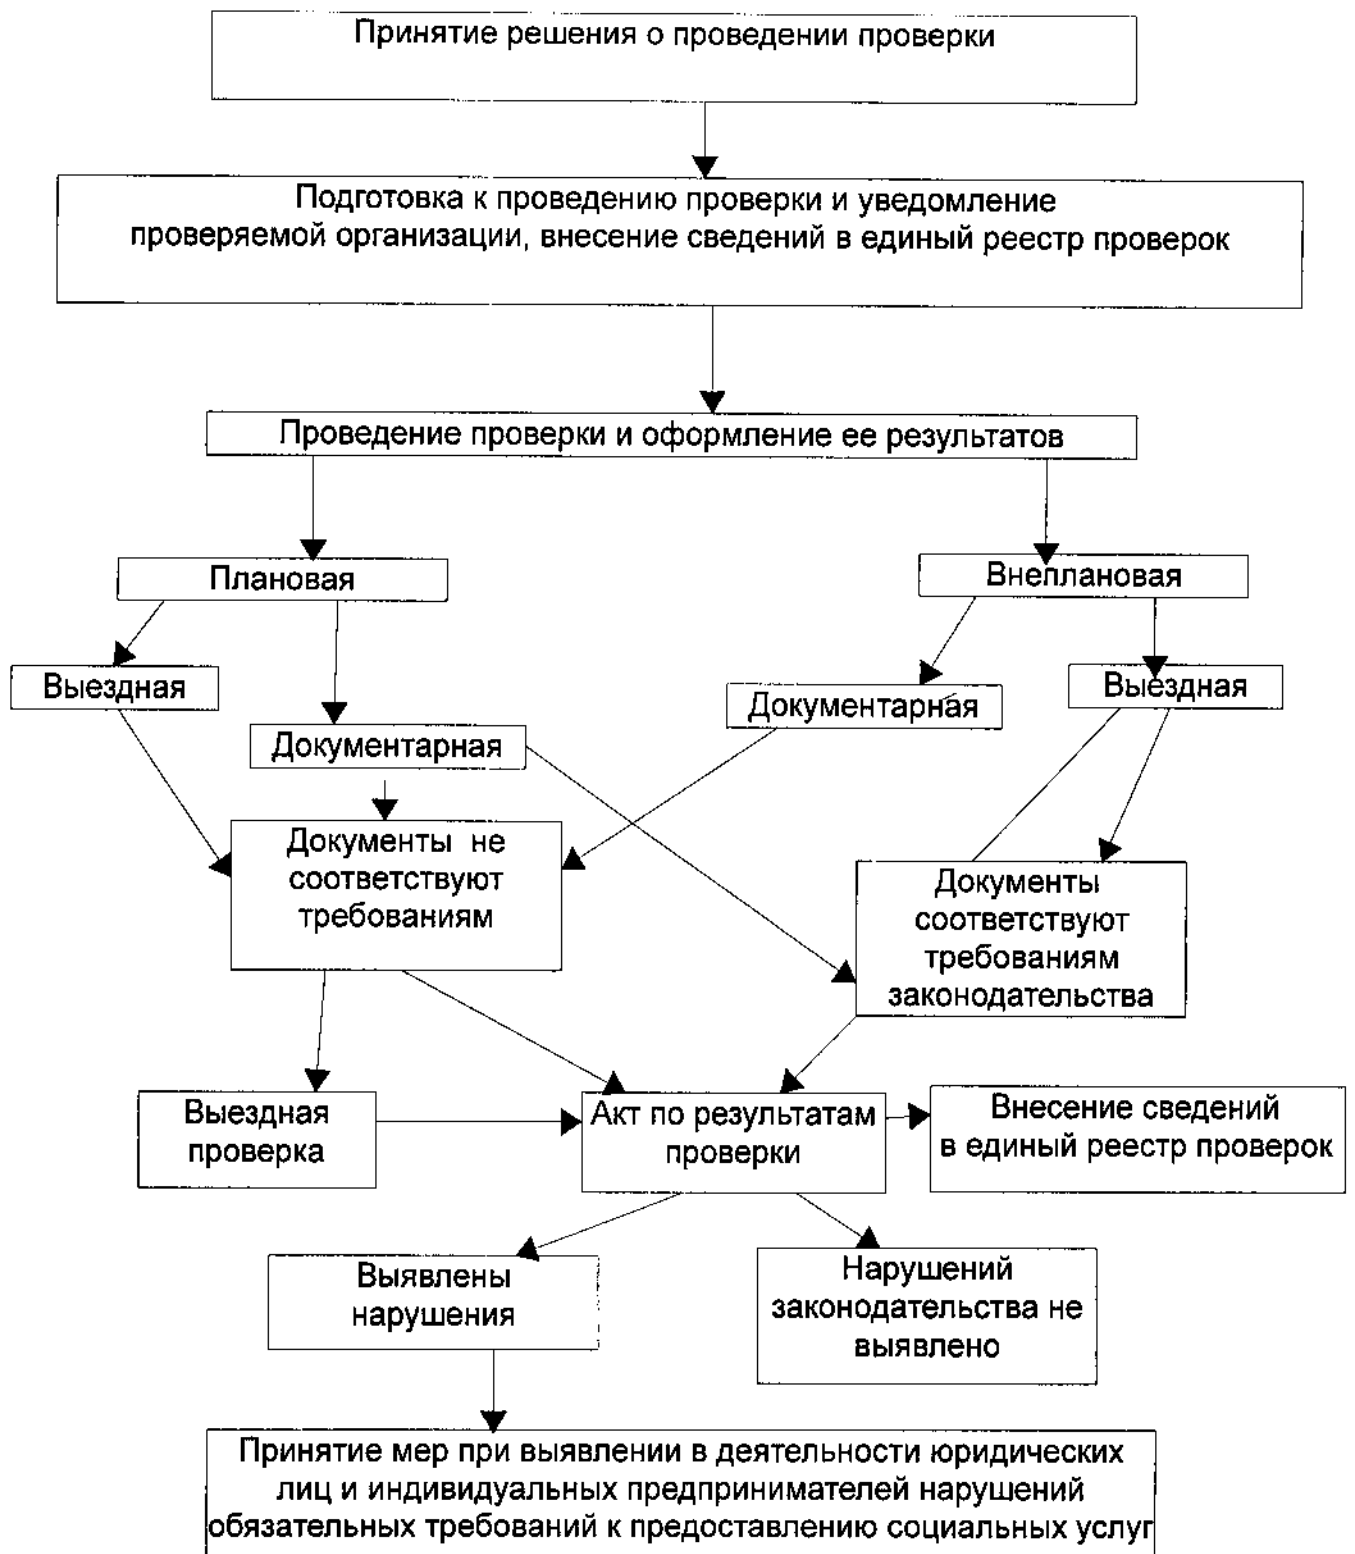 Принятие решения о проведении проверки
Подготовка к проведению проверки и уведомление
проверяемой организации, внесение сведений в единый реестр проверок
Проведение проверки и оформление ее результатов
Плановая
Внеплановая
Выездная
Документарная
Документарная
Выездная
Документы не
соответствуют
требованиям
Документы
соответствуют
требованиям
законодательства
Выездная
проверка
Акт по результатам
проверки
Внесение сведений
в единый реестр проверок
Выявлены
нарушения
Нарушений
законодательства не
выявлено
Принятие мер при выявлении в деятельности юридических
лиц и индивидуальных предпринимателей нарушений
обязательных требований к предоставлению социальных услуг